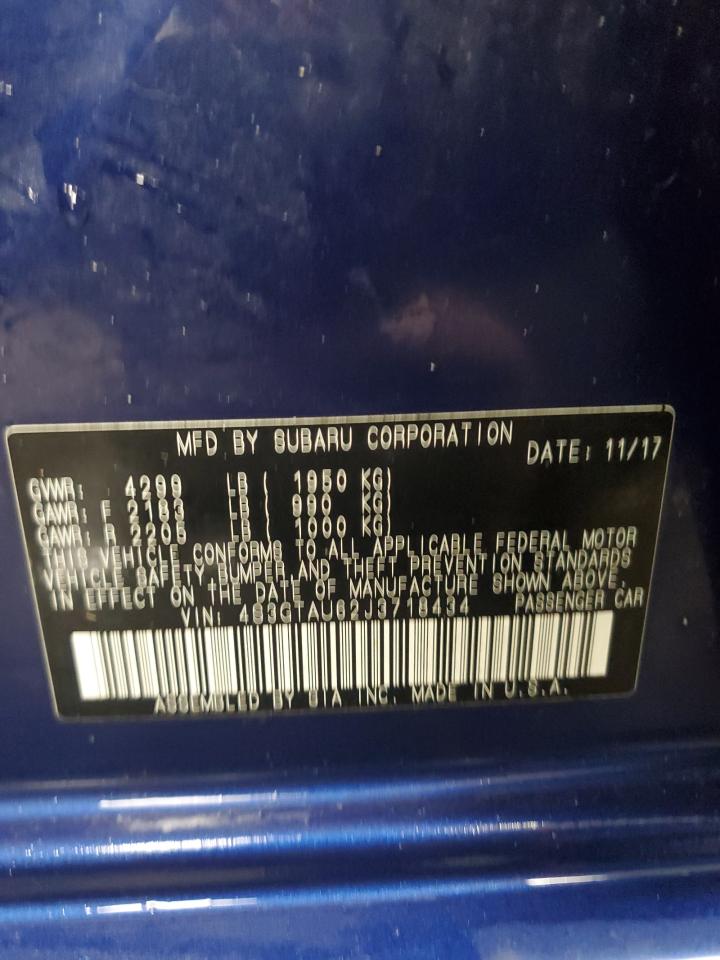 MFD BY SUBARU CORPORATION DATE: 11/17
GVWR: 4299 LB ( 1950 KG)
GAWR: F 2183 LB ( 990 KG)
GAWR: R 2205 LB ( 1000 KG)
THIS VEHICLE CONFORMS TO ALL APPLICABLE FEDERAL MOTOR
VEHICLE SAFETY, BUMPER AND THEFT PREVENTION STANDARDS
IN EFFECT ON THE DATE OF MANUFACTURE SHOWN ABOVE.
VIN: 4S3GTAU62J3718434 PASSENGER CAR
ASSEMBLED BY SIA INC. MADE IN U.S.A.